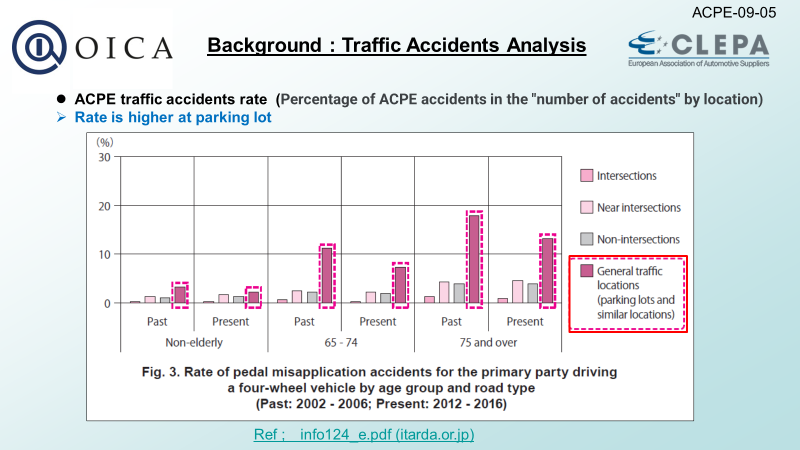 ACPE-09-05
OICA
Background : Traffic Accidents Analysis
CLEPA
European Association of Automotive Suppliers
● ACPE traffic accidents rate (Percentage of ACPE accidents in the "number of accidents" by location)
➢ Rate is higher at parking lot
(%)
30
20
10
0
Intersections
Near intersections
Non-intersections
General traffic
locations
(parking lots and
similar locations)
Past Present Past Present Past Present
Non-elderly 65 - 74 75 and over
Fig. 3. Rate of pedal misapplication accidents for the primary party driving
a four-wheel vehicle by age group and road type
(Past: 2002 - 2006; Present: 2012 - 2016)
Ref ; info124_e.pdf (itarda.or.jp)